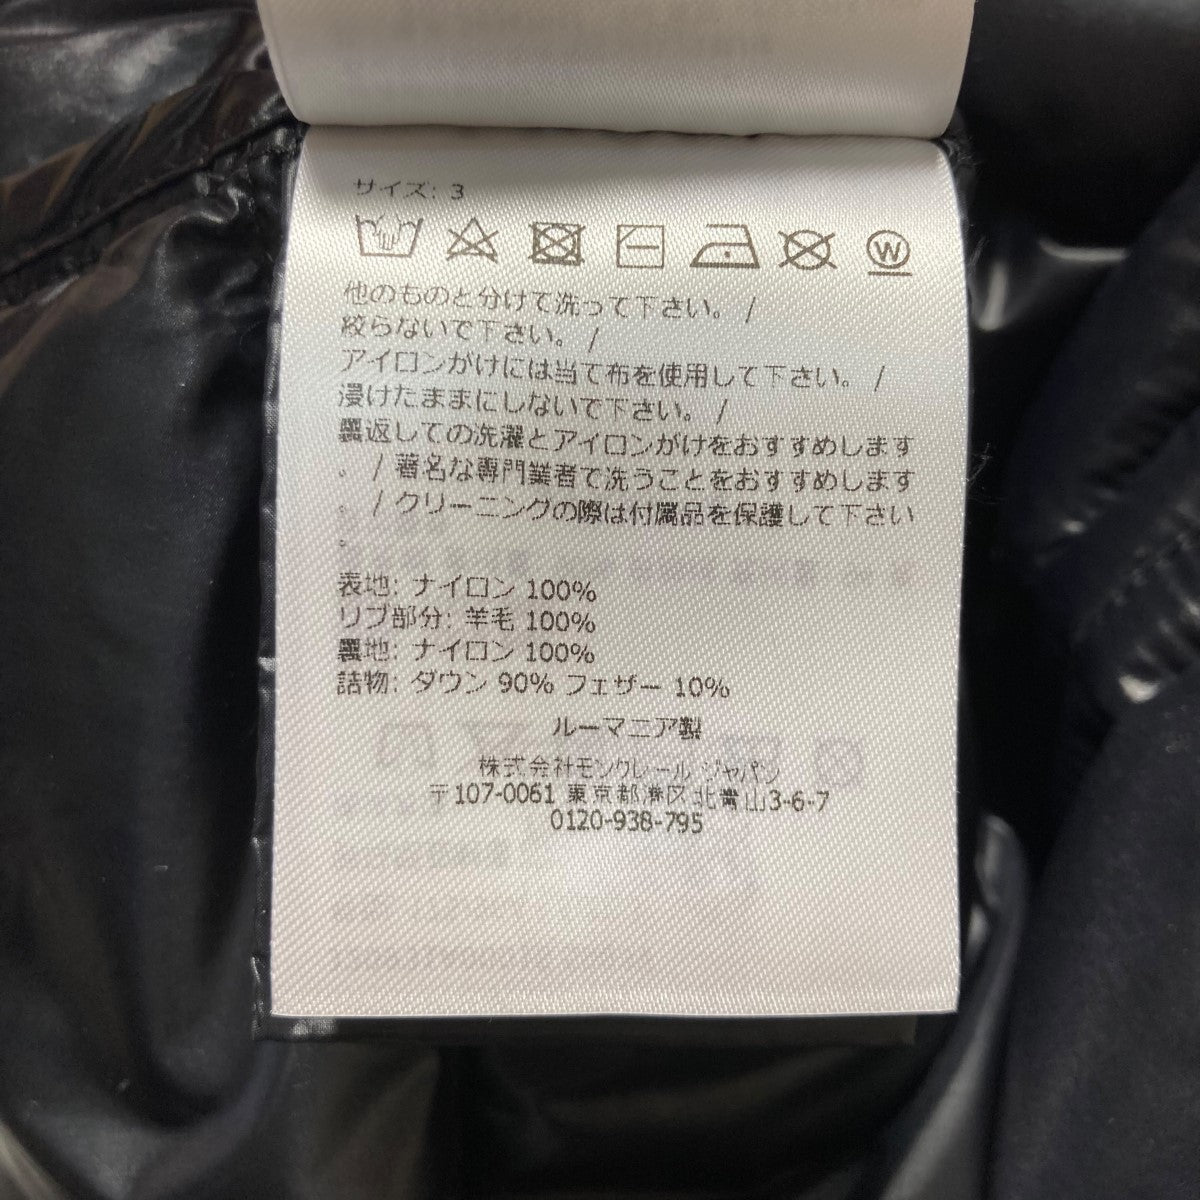 サイズ: 3
W
他のものと分けて洗って下さい。 /
絞らないで下さい。 /
アイロンがけには当て布を使用して下さい。 /
浸けたままにしないで下さい。 /
裏返しての洗濯とアイロンがけをおすすめします
。 / 著名な専門業者で洗うことをおすすめします
。 / クリーニングの際は付属品を保護して下さい
。
表地: ナイロン 100%
リブ部分: 羊毛 100%
裏地: ナイロン 100%
詰物: ダウン 90% フェザー 10%
ルーマニア製
株式会社モンクレール ジャパン
〒107-0061 東京都港区北青山3-6-7
0120-938-795